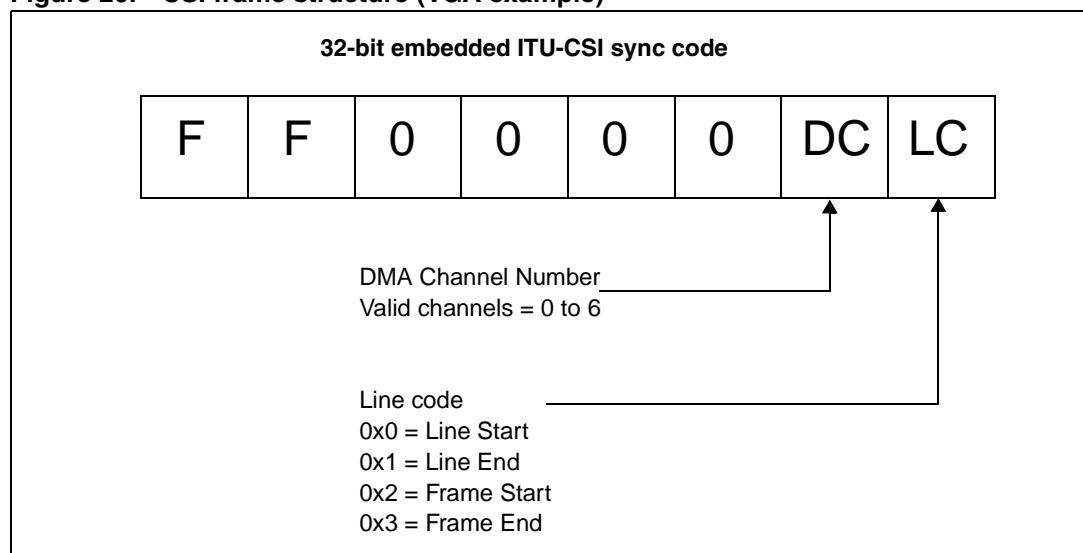 32-bit embedded ITU-CSI sync code
F F 0 0 0 0 DC LC
DMA Channel Number
Valid channels = 0 to 6
Line code
0x0 = Line Start
0x1 = Line End
0x2 = Frame Start
0x3 = Frame End